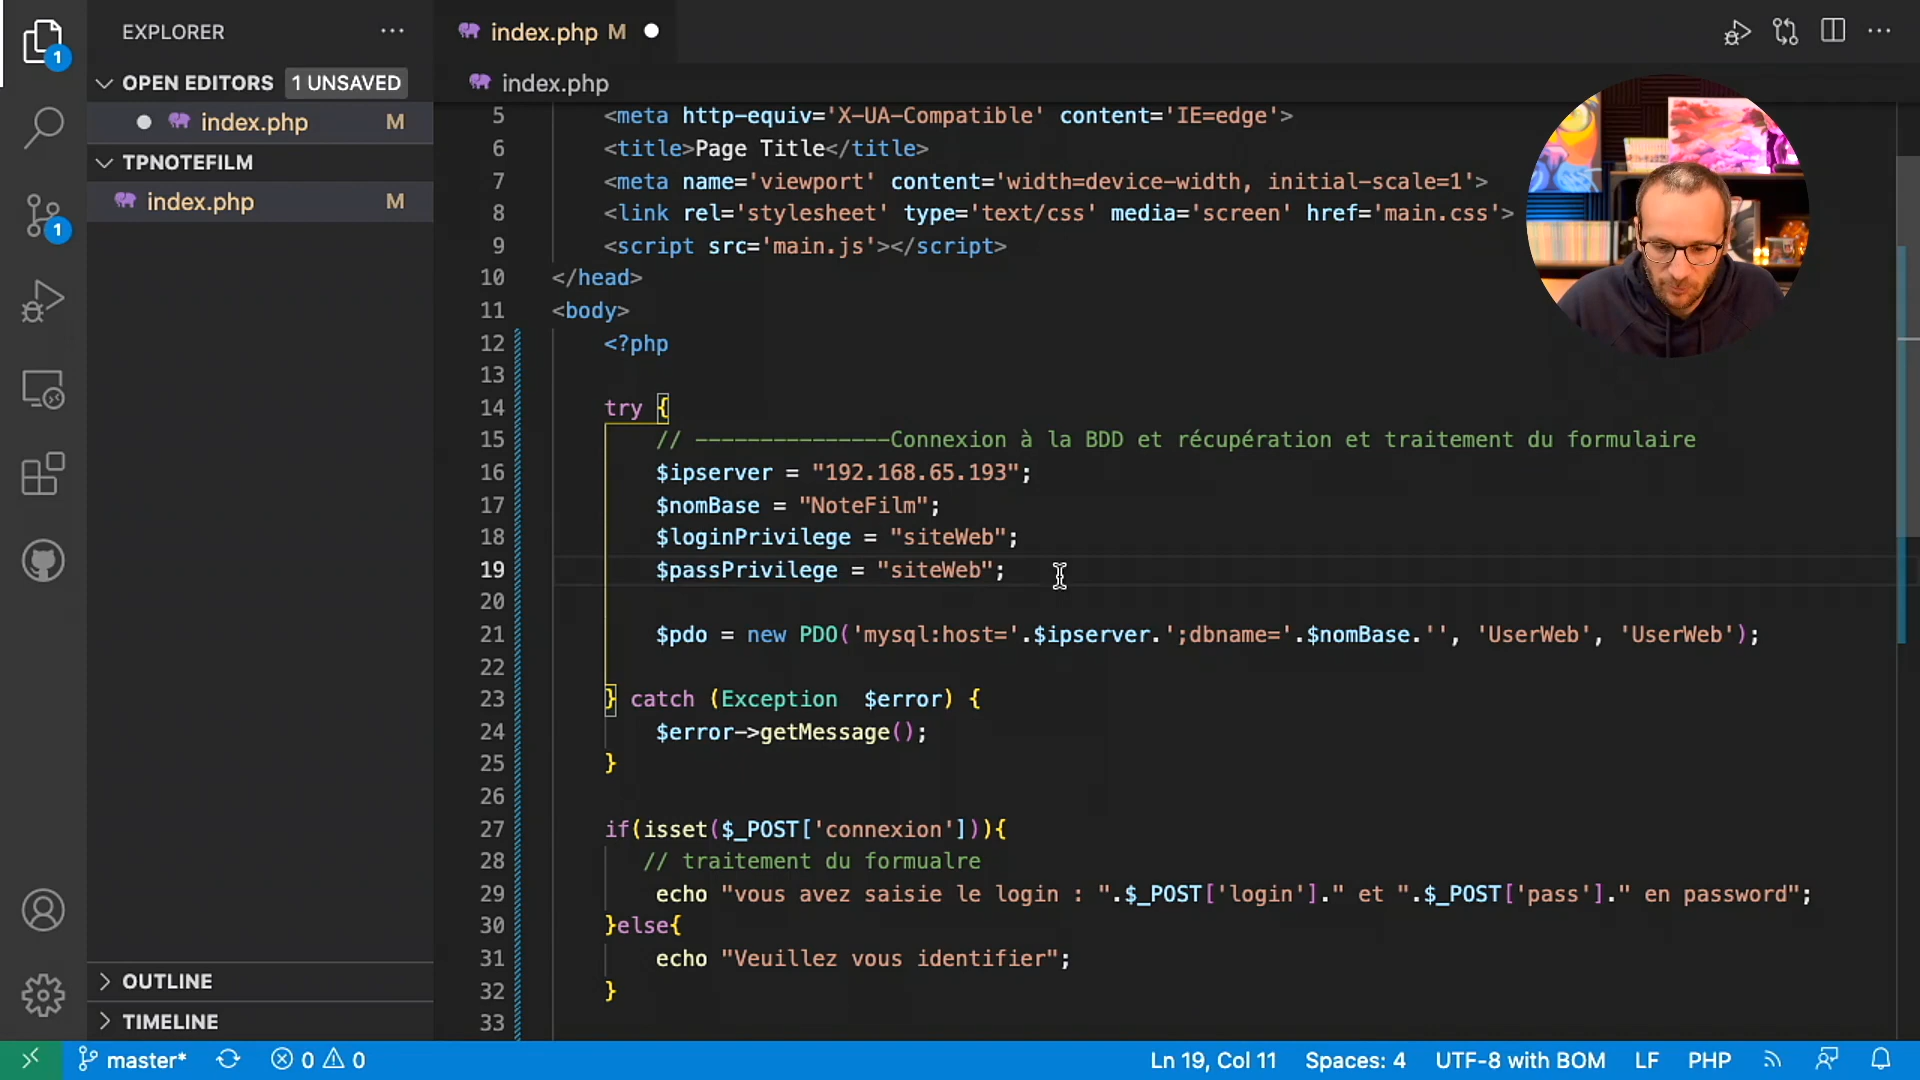 EXPLORER
index.php M
OPEN EDITORS 1 UNSAVED
index.php M
TPNOTEFILM
index.php M
index.php
5 <meta http-equiv='X-UA-Compatible' content='IE=edge'>
6 <title>Page Title</title>
7 <meta name='viewport' content='width=device-width, initial-scale=1'>
8 <link rel='stylesheet' type='text/css' media='screen' href='main.css'>
9 <script src='main.js'></script>
10 </head>
11 <body>
12 <?php
13
14 try {
15 // ---------------Connexion à la BDD et récupération et traitement du formulaire
16 $ipserver = "192.168.65.193";
17 $nomBase = "NoteFilm";
18 $loginPrivilege = "siteWeb";
19 $passPrivilege = "siteWeb";
20
21 $pdo = new PDO('mysql:host='.$ipserver.';dbname='.$nomBase.'', 'UserWeb', 'UserWeb');
22
23 } catch (Exception  $error) {
24 $error->getMessage();
25 }
26
27 if(isset($_POST['connexion'])){
28 // traitement du formualre
29 echo "vous avez saisie le login : ".$_POST['login']." et ".$_POST['pass']." en password";
30 }else{
31 echo "Veuillez vous identifier";
32 }
33
OUTLINE
TIMELINE
1
1
master* 0 0 Ln 19, Col 11 Spaces: 4 UTF-8 with BOM LF PHP